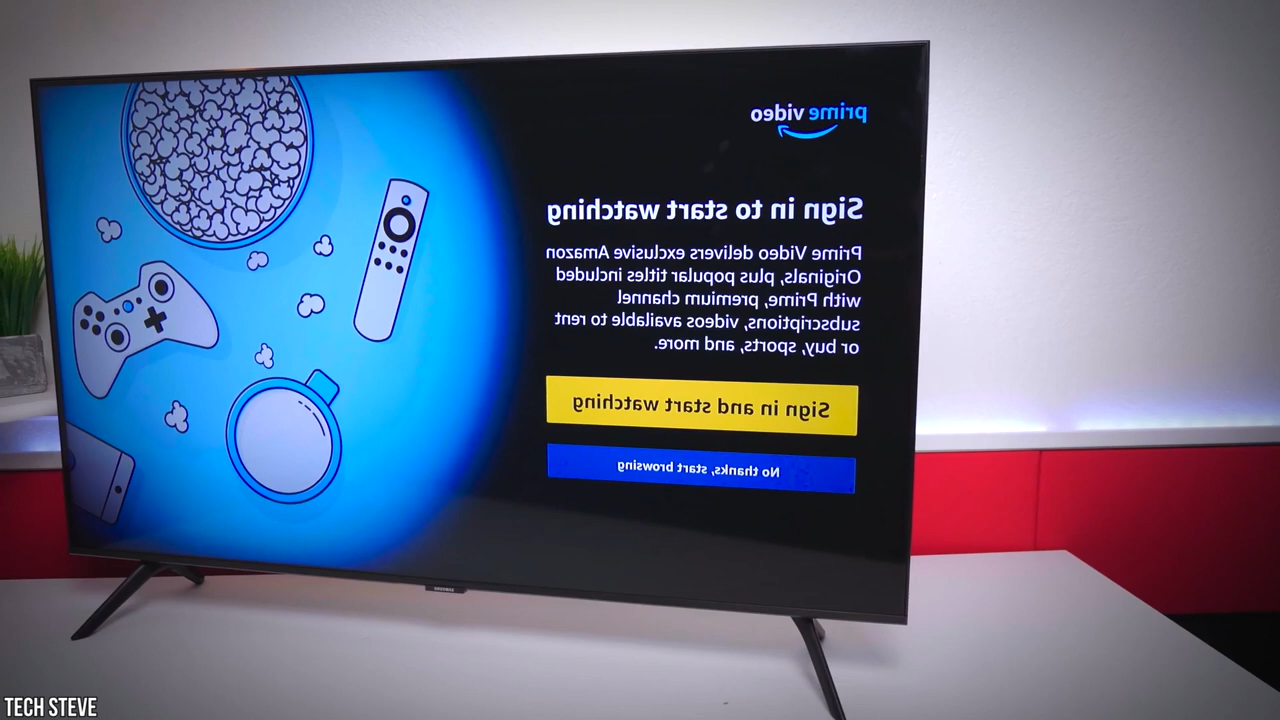 prime video
Sign in to start watching
Prime Video delivers exclusive Amazon
Originals, plus popular titles included
with Prime, premium channel
subscriptions, videos available to rent
or buy, sports, and more.
Sign in and start watching
No thanks, start browsing
SAMSUNG
TECH STEVE